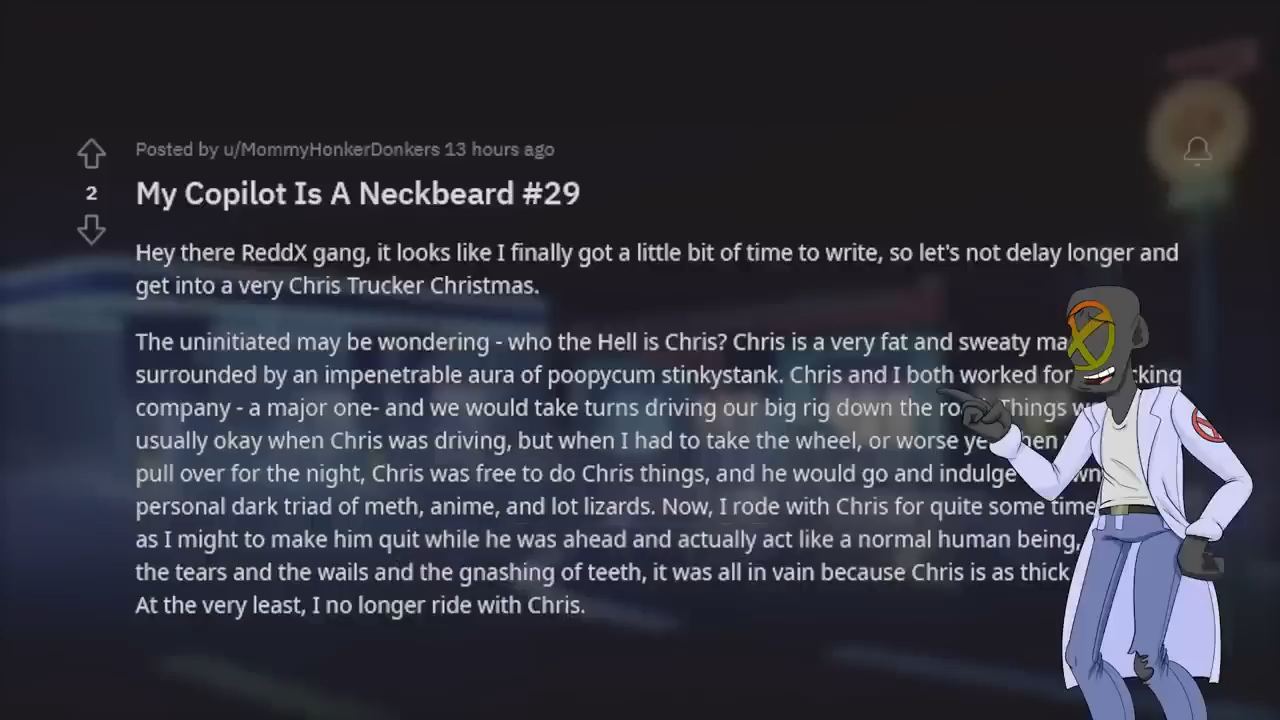 Posted by u/MommyHonkerDonkers 13 hours ago
2
My Copilot Is A Neckbeard #29
Hey there ReddX gang, it looks like I finally got a little bit of time to write, so let's not delay longer and
get into a very Chris Trucker Christmas.
The uninitiated may be wondering - who the Hell is Chris? Chris is a very fat and sweaty
surrounded by an impenetrable aura of poopycum stinkystank. Chris and I both worked for
company - a major one- and we would take turns driving our big rig down the Things
usually okay when Chris was driving, but when I had to take the wheel, or worse
pull over for the night, Chris was free to do Chris things, and he would go and indulge
personal dark triad of meth, anime, and lot lizards. Now, I rode with Chris for quite some time
as I might to make him quit while he was ahead and actually act like a normal human being,
the tears and the wails and the gnashing of teeth, it was all in vain because Chris is as thick
At the very least, I no longer ride with Chris.